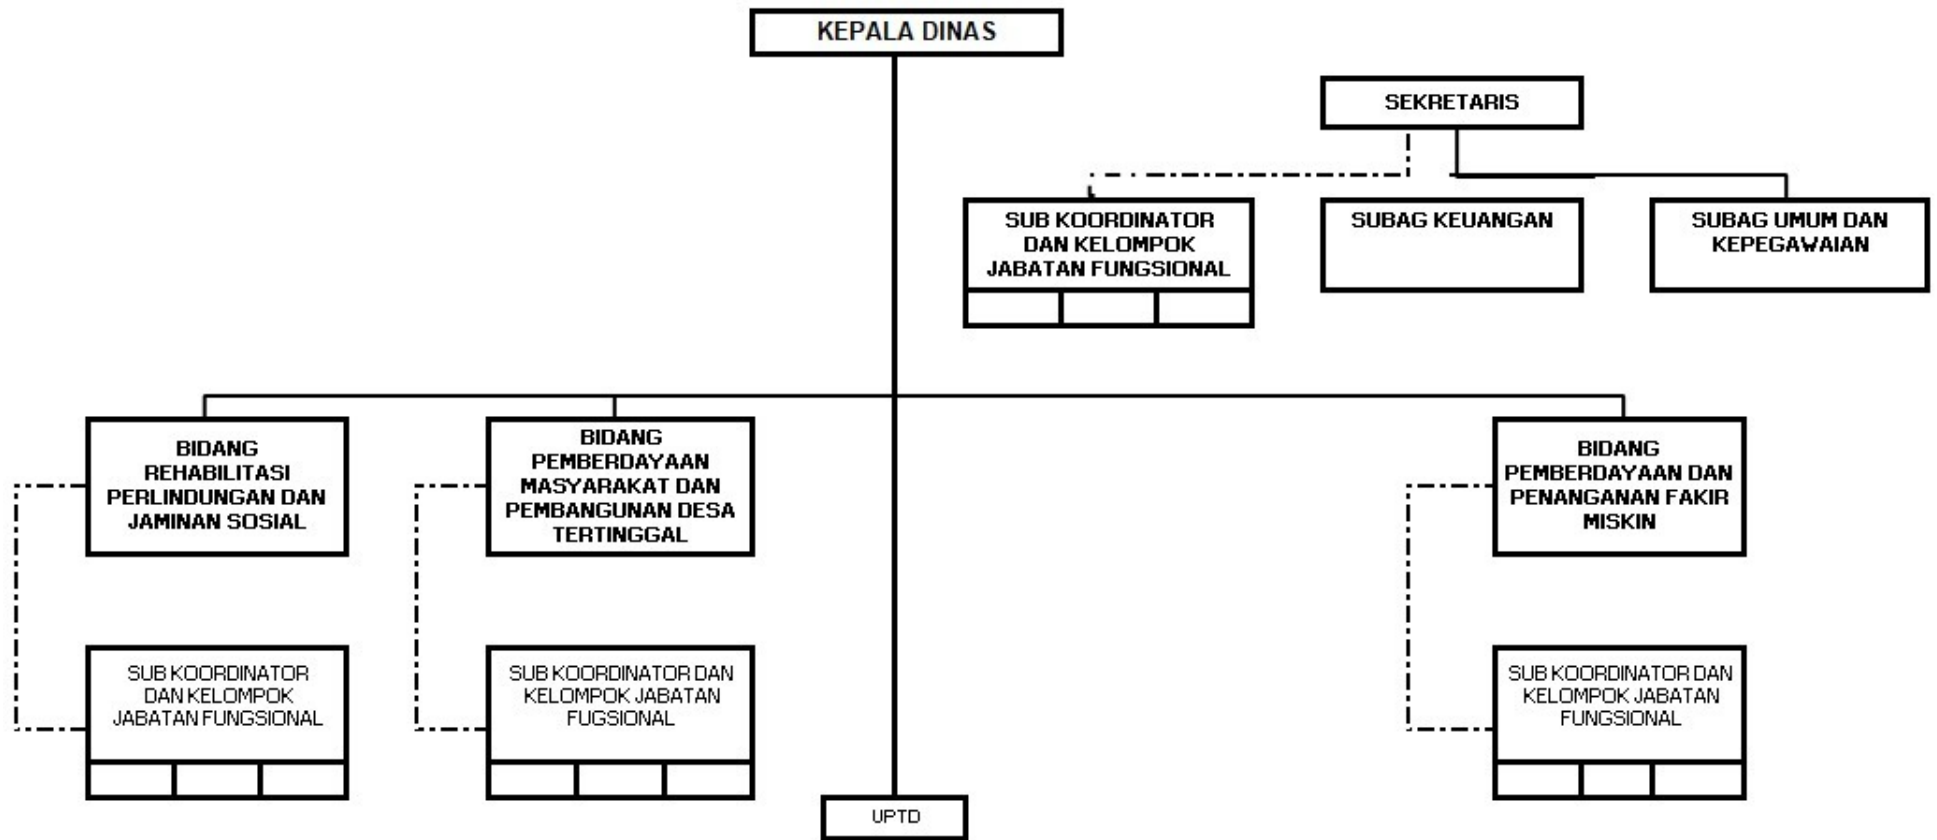 KEPALA DINAS
SEKRETARIS
SUB KOORDINATOR
DAN KELOMPOK
JABATAN FUNGSIONAL
SUBAG KEUANGAN
SUBAG UMUM DAN
KEPEGAWAIAN
BIDANG
REHABILITASI
PERLINDUNGAN DAN
JAMINAN SOSIAL
BIDANG
PEMBERDAYAAN
MASYARAKAT DAN
PEMBANGUNAN DESA
TERTINGGAL
BIDANG
PEMBERDAYAAN DAN
PENANGANAN FAKIR
MISKIN
SUB KOORDINATOR
DAN KELOMPOK
JABATAN FUNGSIONAL
SUB KOORDINATOR DAN
KELOMPOK JABATAN
FUGSIONAL
SUB KOORDINATOR DAN
KELOMPOK JABATAN
FUNGSIONAL
UPTD